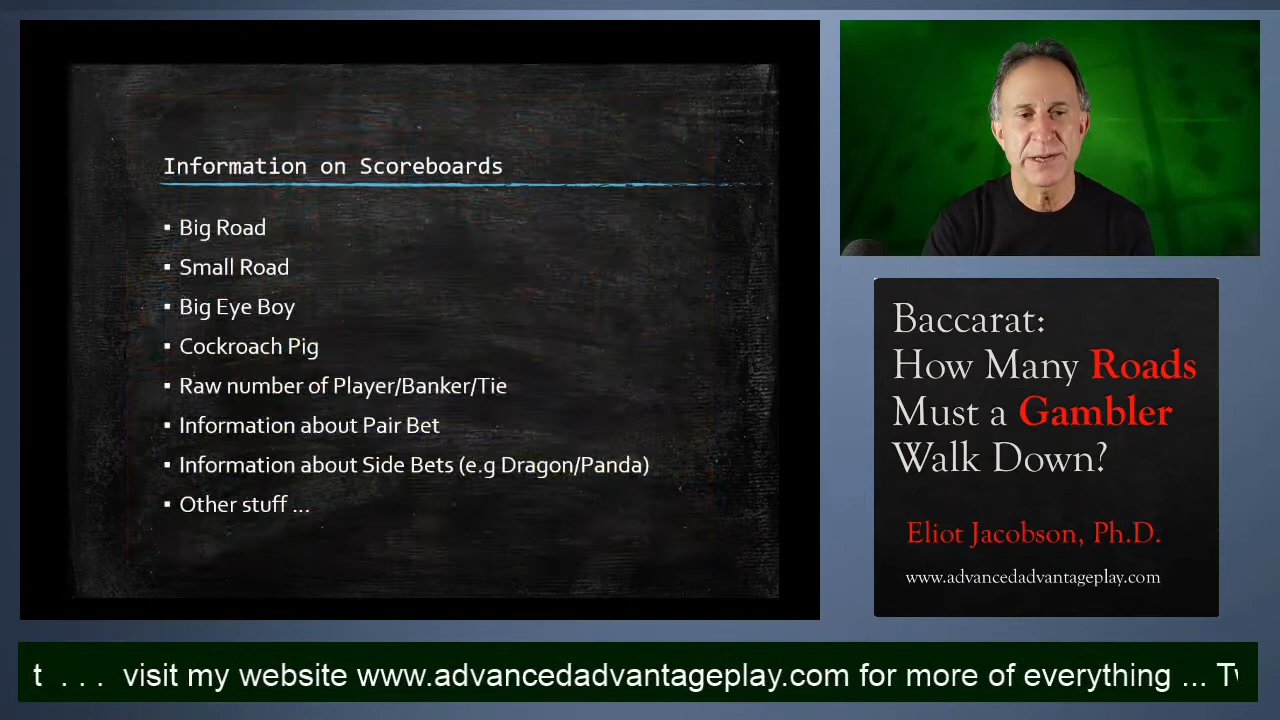 Information on Scoreboards
▪ Big Road
▪ Small Road
▪ Big Eye Boy
▪ Cockroach Pig
▪ Raw number of Player/Banker/Tie
▪ Information about Pair Bet
▪ Information about Side Bets (e.g Dragon/Panda)
▪ Other stuff ...
Baccarat:
How Many Roads
Must a Gambler
Walk Down?
Eliot Jacobson, Ph.D.
www.advancedadvantageplay.com
t . . . visit my website www.advancedadvantageplay.com for more of everything ...